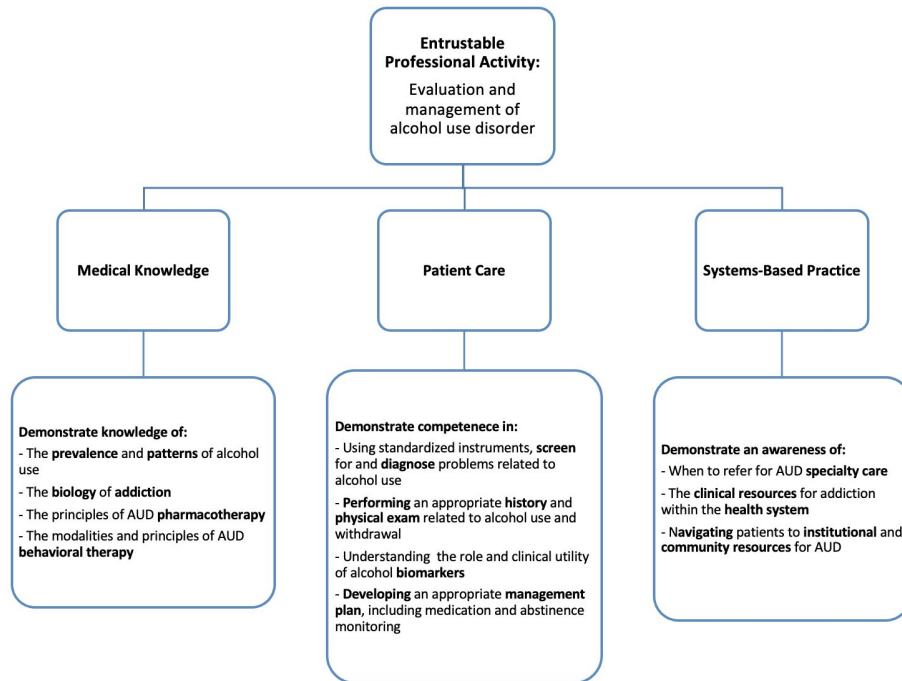 Entrustable
Professional Activity:
Evaluation and
management of
alcohol use disorder
Medical Knowledge
Patient Care
Systems-Based Practice
Demonstrate knowledge of:
- The prevalence and patterns of alcohol
use
- The biology of addiction
- The principles of AUD pharmacotherapy
- The modalities and principles of AUD
behavioral therapy
Demonstrate competenece in:
- Using standardized instruments, screen
for and diagnose problems related to
alcohol use
- Performing an appropriate history and
physical exam related to alcohol use and
withdrawal
- Understanding the role and clinical utility
of alcohol biomarkers
- Developing an appropriate management
plan, including medication and abstinence
monitoring
Demonstrate an awareness of:
- When to refer for AUD specialty care
- The clinical resources for addiction
within the health system
- Navigating patients to institutional and
community resources for AUD